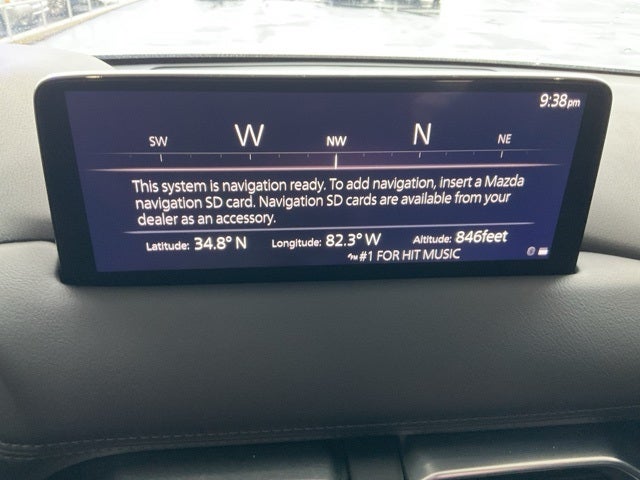 9:38pm
SW W NW N NE
This system is navigation ready. To add navigation, insert a Mazda
navigation SD card. Navigation SD cards are available from your
dealer as an accessory.
Latitude: 34.8° N Longitude: 82.3° W Altitude: 846feet
#1 FOR HIT MUSIC